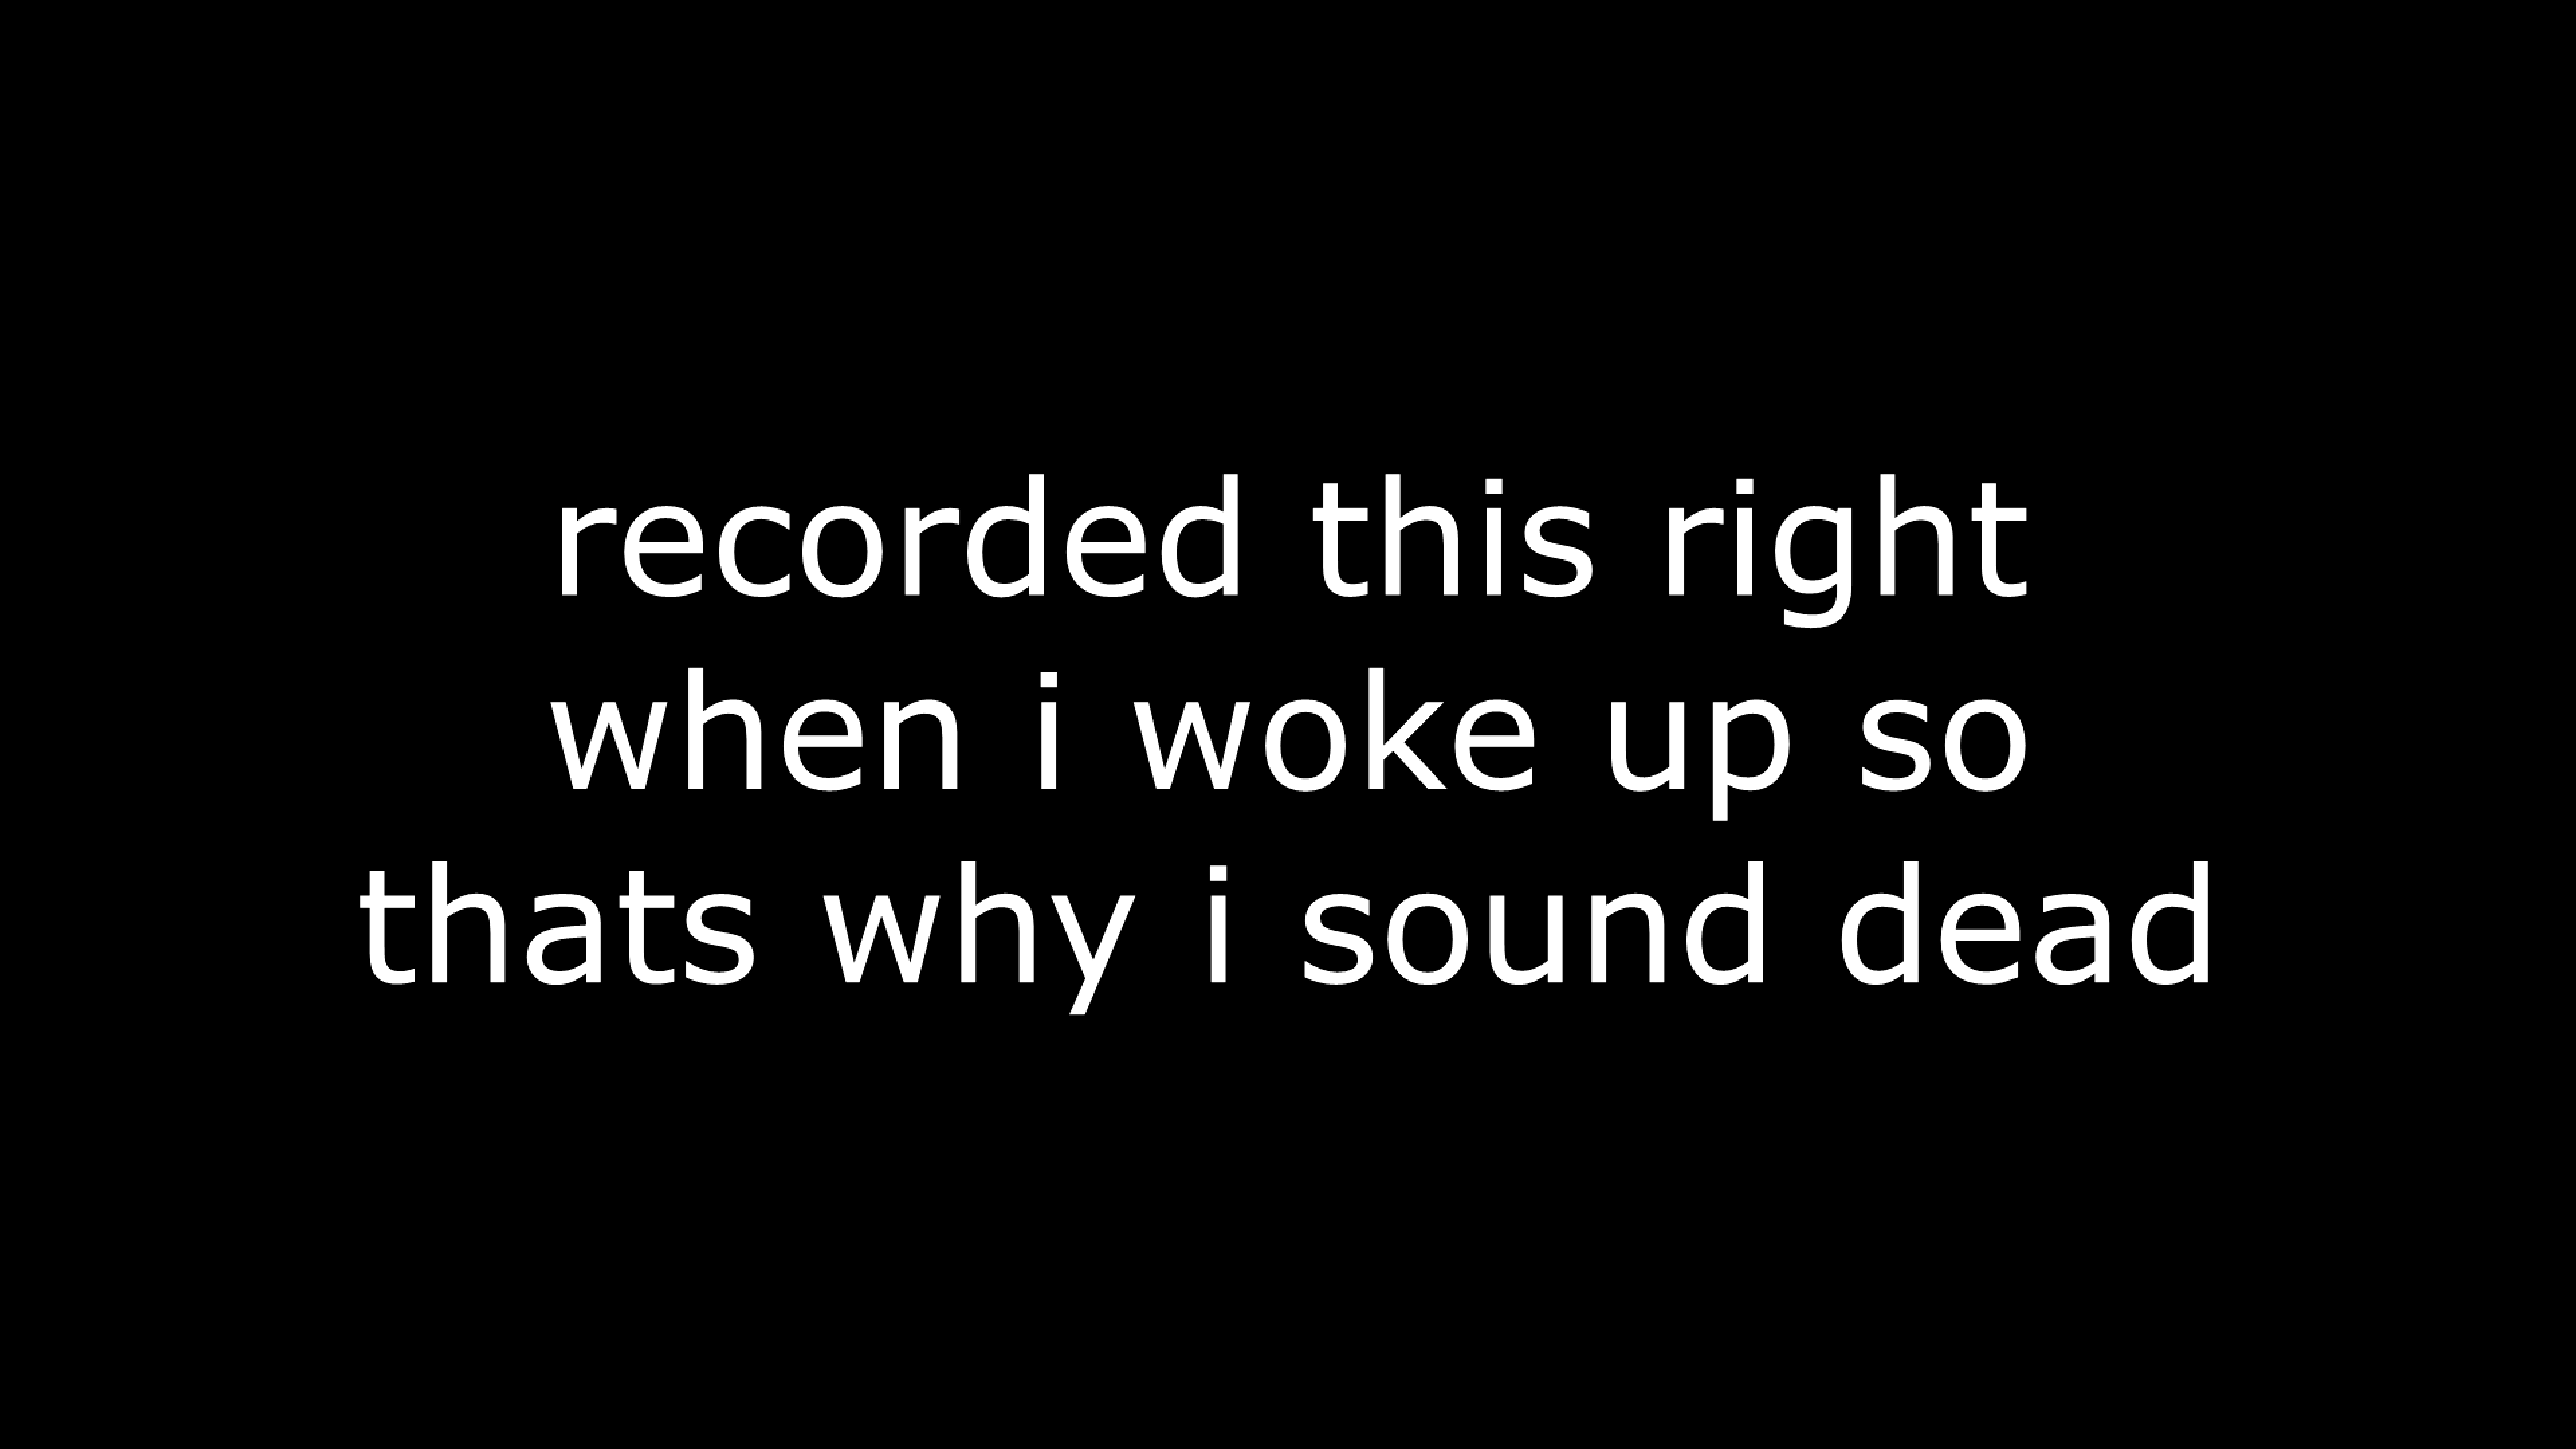 recorded this right
when i woke up so
thats why i sound dead